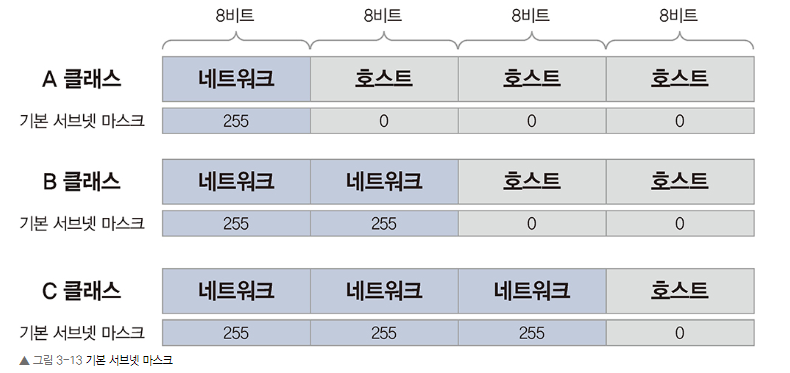 8비트 8비트 8비트 8비트
A 클래스 네트워크 호스트 호스트 호스트
기본 서브넷 마스크 255 0 0 0
B 클래스 네트워크 네트워크 호스트 호스트
기본 서브넷 마스크 255 255 0 0
C 클래스 네트워크 네트워크 네트워크 호스트
기본 서브넷 마스크 255 255 255 0
▲ 그림 3-13 기본 서브넷 마스크